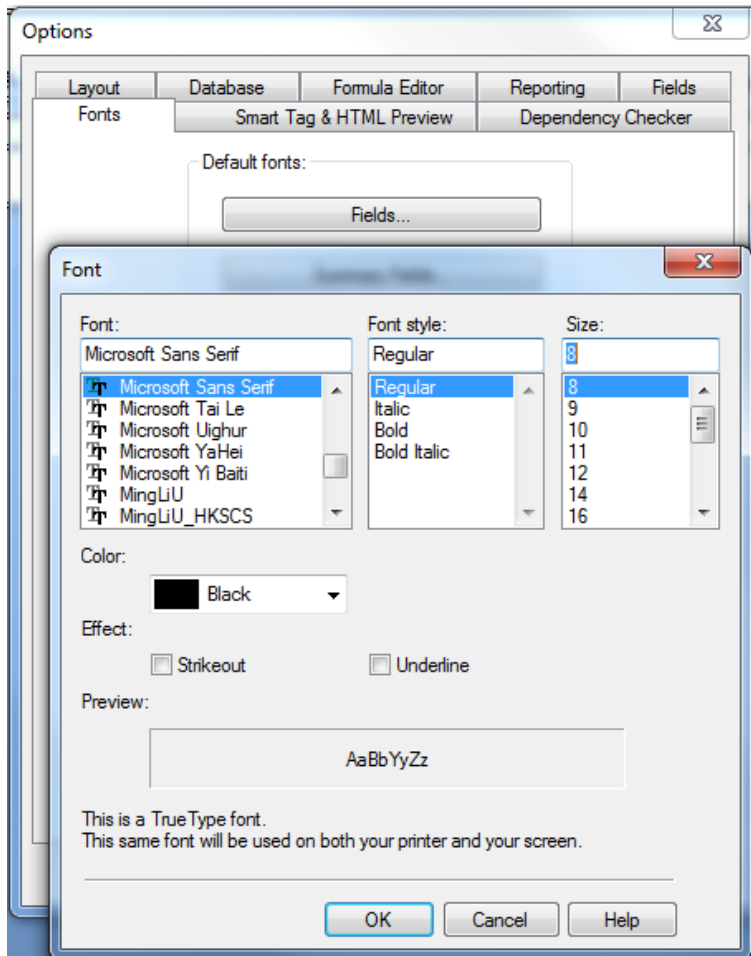 Options
Layout Database Formula Editor Reporting Fields
Fonts Smart Tag & HTML Preview Dependency Checker
Default fonts:
Fields...
Font
Font: Font style: Size:
Microsoft Sans Serif Regular 8
Microsoft Sans Serif Regular 8
Microsoft Tai Le Italic 9
Microsoft Uighur Bold 10
Microsoft YaHei Bold Italic 11
Microsoft Yi Baiti 12
MingLiU 14
MingLiU_HKSCS 16
Color:
Black
Effect:
Strikeout Underline
Preview:
AaBbYyZz
This is a TrueType font.
This same font will be used on both your printer and your screen.
OK Cancel Help